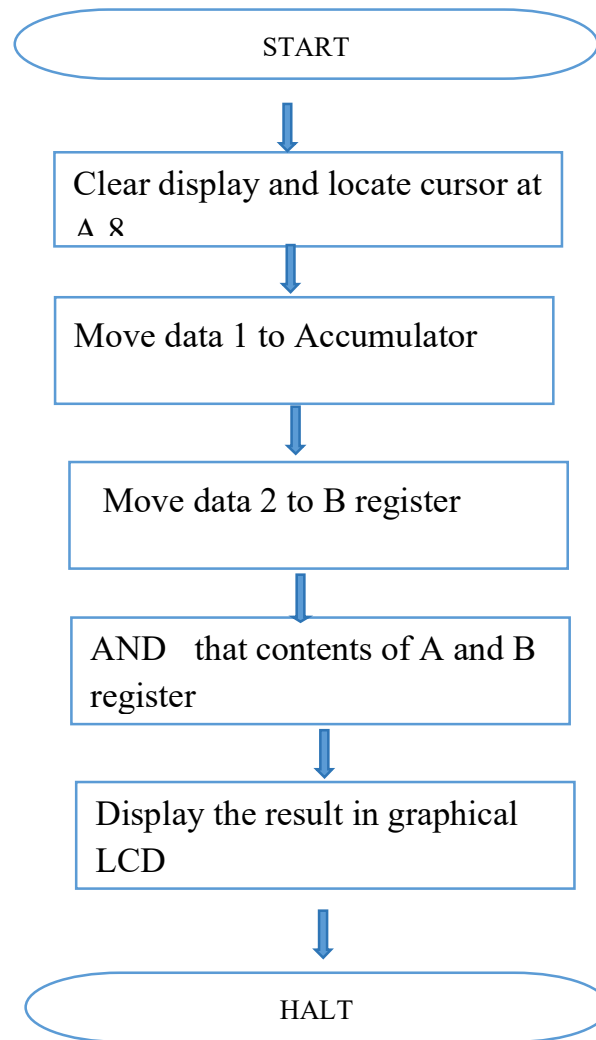 START
Clear display and locate cursor at
A 8
Move data 1 to Accumulator
Move data 2 to B register
AND that contents of A and B
register
Display the result in graphical
LCD
HALT